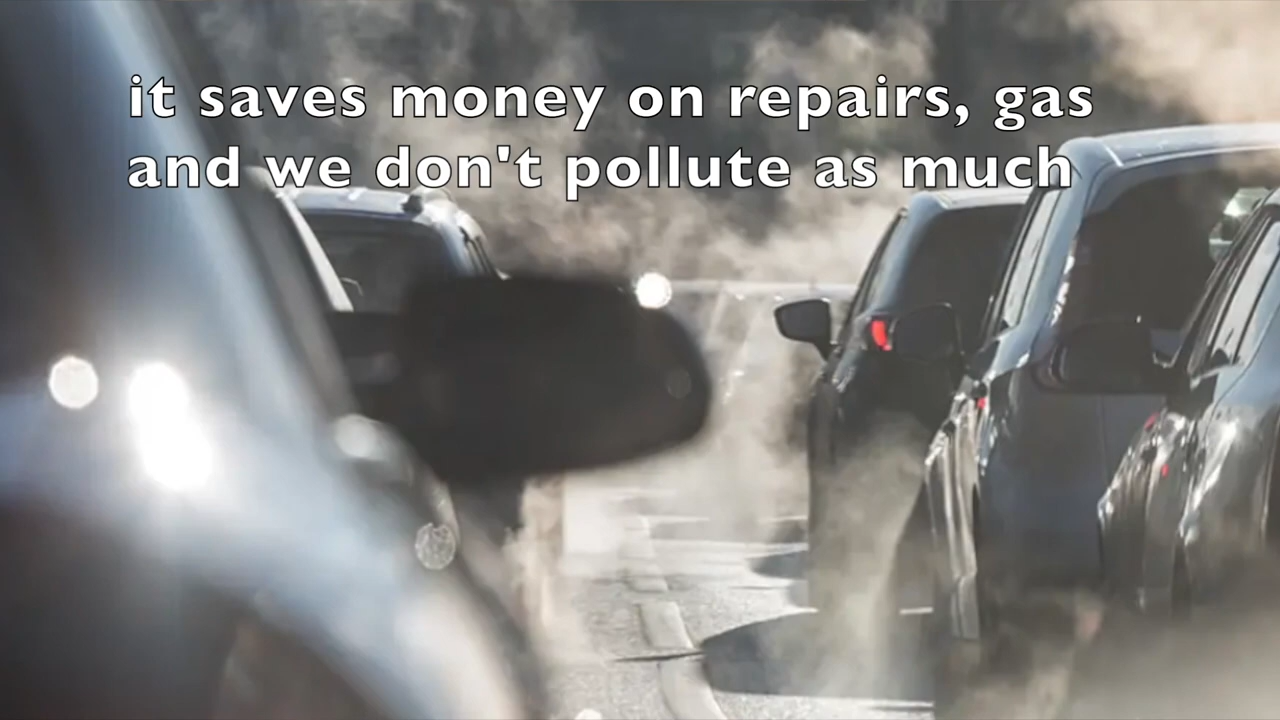 it saves money on repairs, gas
and we don't pollute as much